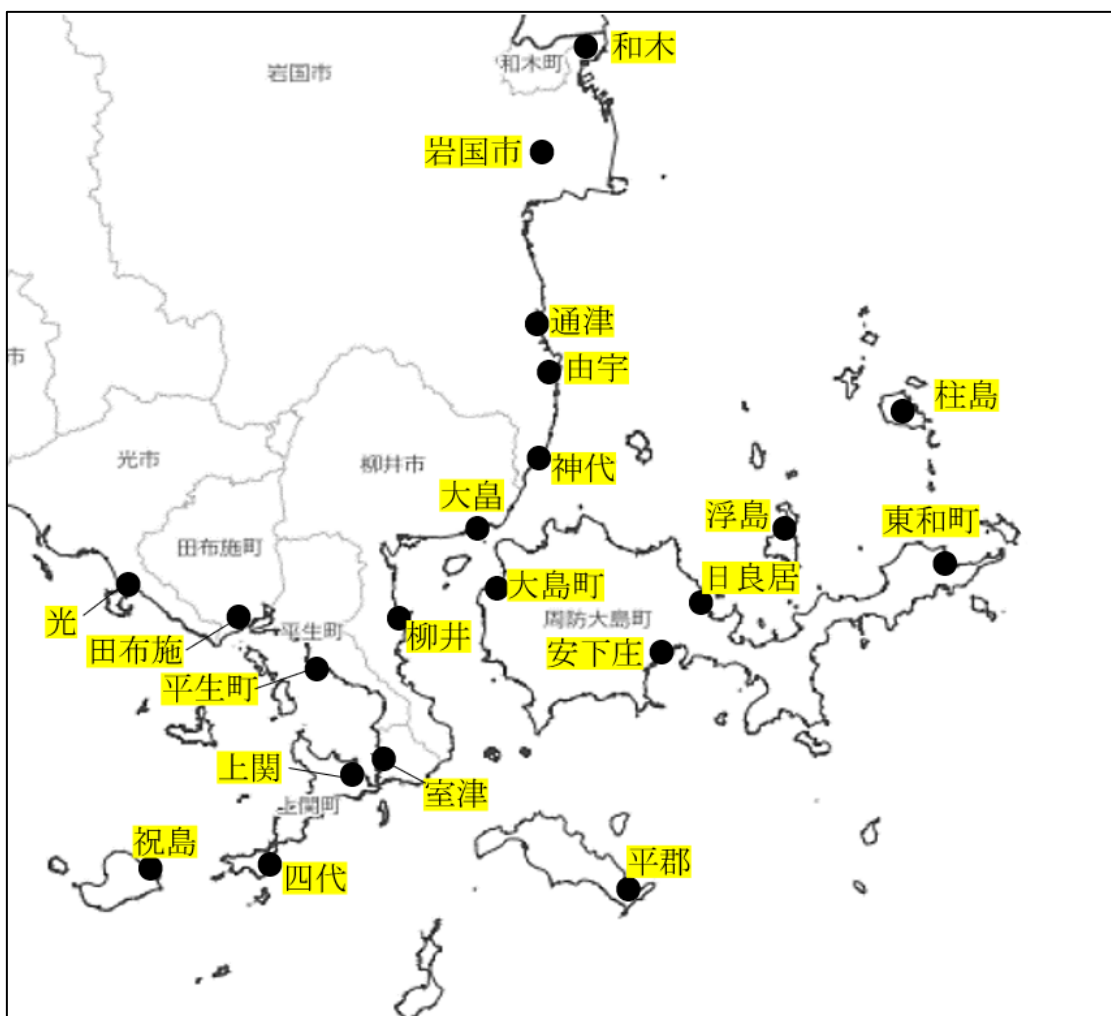 和木
和木町
岩国市
岩国市
通津
由宇
柱島
光市
柳井市
神代
大畠
浮島
東和町
田布施町
日良居
大島町
光
周防大島町
柳井
平生町
田布施
安下庄
平生町
上関
室津
上関町
祝島
四代
平郡
市